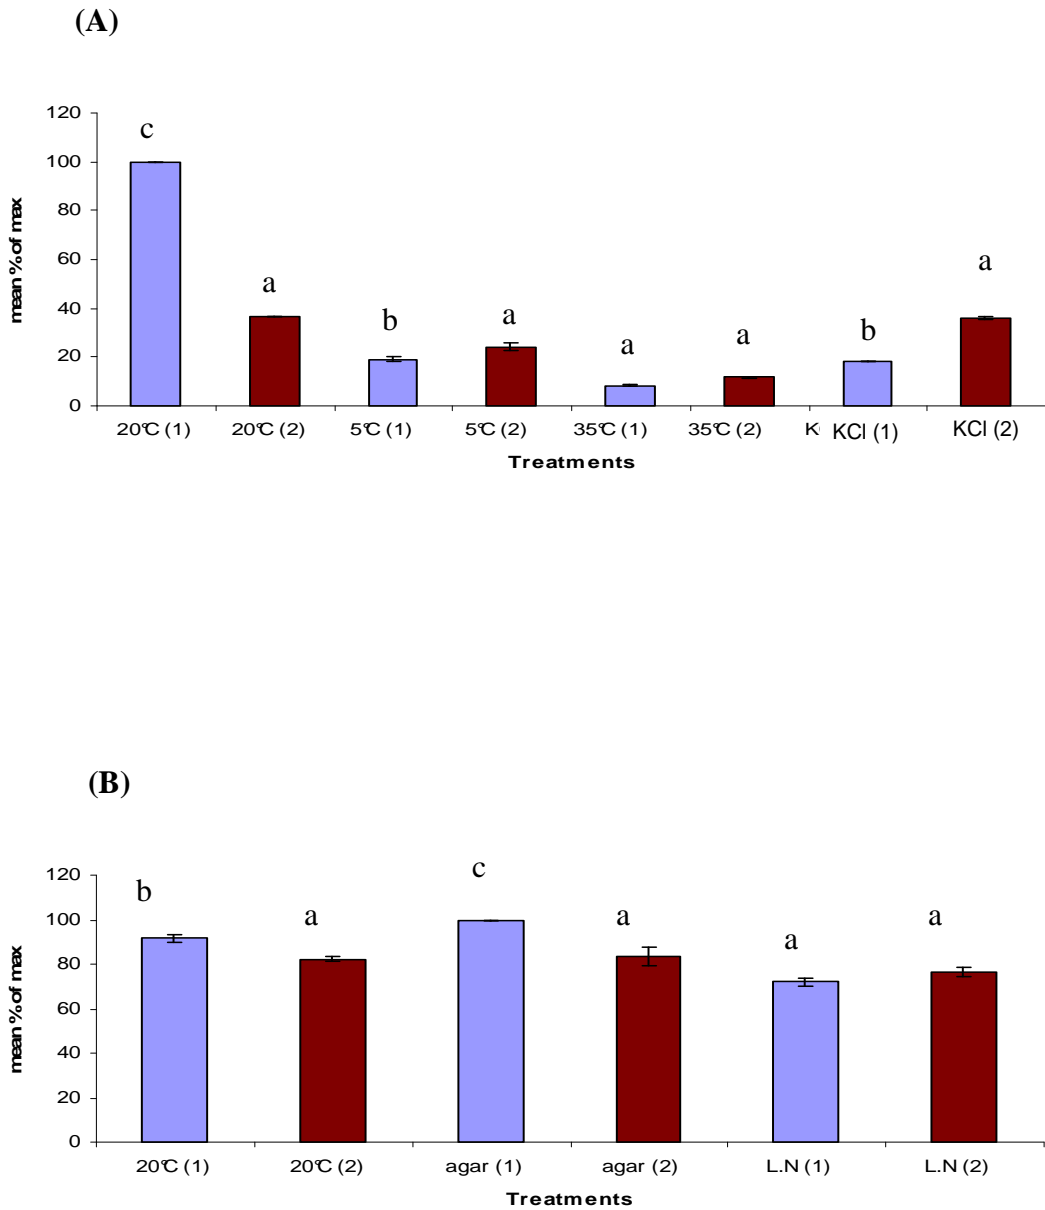 (A)
120
100
80
60
40
20
0
mean % of max
c
a
b
a
a
a
b
a
20°C (1) 20°C (2) 5°C (1) 5°C (2) 35°C (1) 35°C (2) KCl (1) KCl (2)
Treatments
(B)
120
100
80
60
40
20
0
mean % of max
b
a
c
a
a
a
20°C (1) 20°C (2) agar (1) agar (2) L.N (1) L.N (2)
Treatments